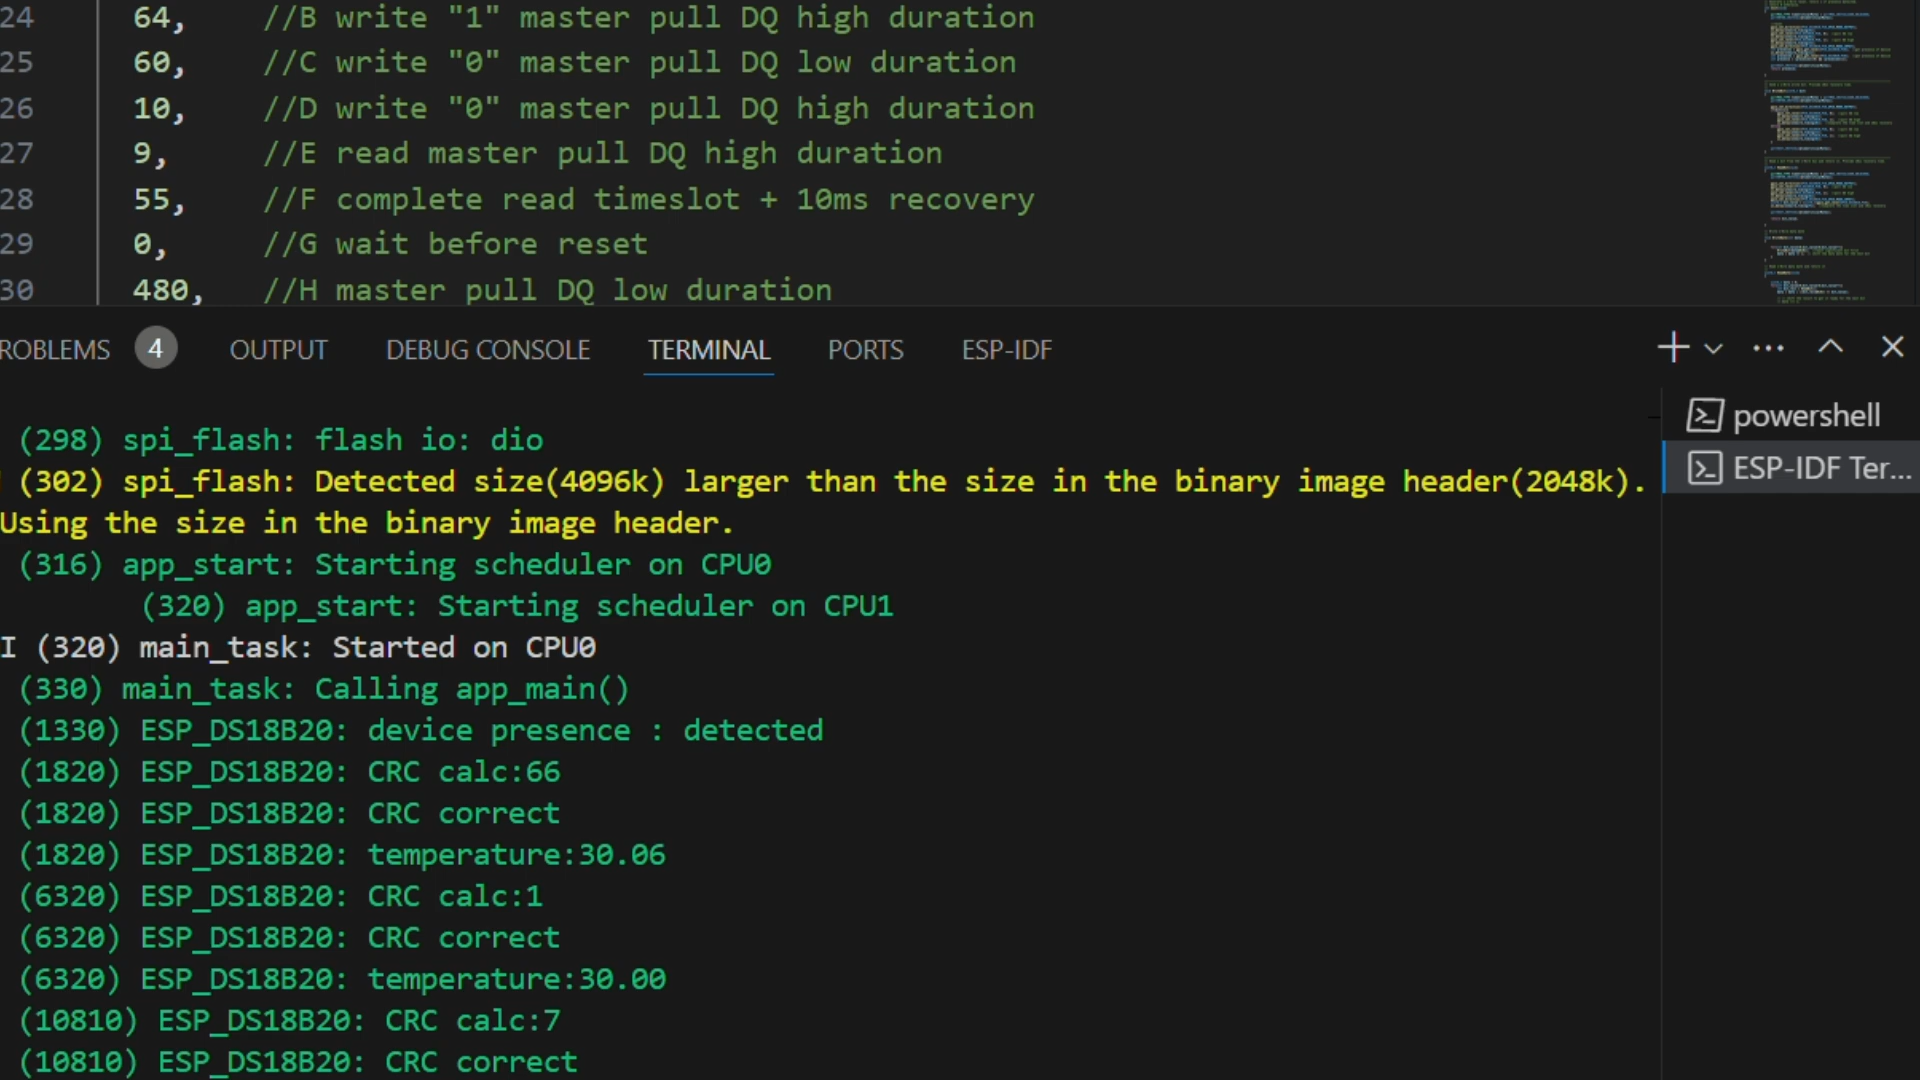 24 64, //B write "1" master pull DQ high duration
25 60, //C write "0" master pull DQ low duration
26 10, //D write "0" master pull DQ high duration
27 9, //E read master pull DQ high duration
28 55, //F complete read timeslot + 10ms recovery
29 0, //G wait before reset
30 480, //H master pull DQ low duration
ROBLEMS 4 OUTPUT DEBUG CONSOLE TERMINAL PORTS ESP-IDF
powershell
ESP-IDF Ter...
(298) spi_flash: flash io: dio
(302) spi_flash: Detected size(4096k) larger than the size in the binary image header(2048k).
Using the size in the binary image header.
(316) app_start: Starting scheduler on CPU0
(320) app_start: Starting scheduler on CPU1
I (320) main_task: Started on CPU0
(330) main_task: Calling app_main()
(1330) ESP_DS18B20: device presence : detected
(1820) ESP_DS18B20: CRC calc:66
(1820) ESP_DS18B20: CRC correct
(1820) ESP_DS18B20: temperature:30.06
(6320) ESP_DS18B20: CRC calc:1
(6320) ESP_DS18B20: CRC correct
(6320) ESP_DS18B20: temperature:30.00
(10810) ESP_DS18B20: CRC calc:7
(10810) ESP_DS18B20: CRC correct